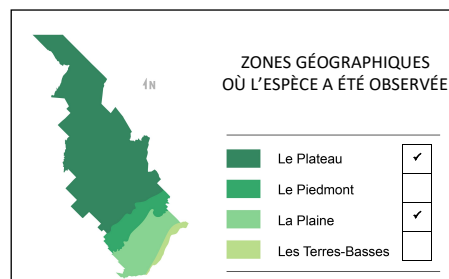 ZONES GÉOGRAPHIQUES
OÙ L'ESPÈCE A ÉTÉ OBSERVÉE
N
Le Plateau ✓
Le Piedmont
La Plaine ✓
Les Terres-Basses